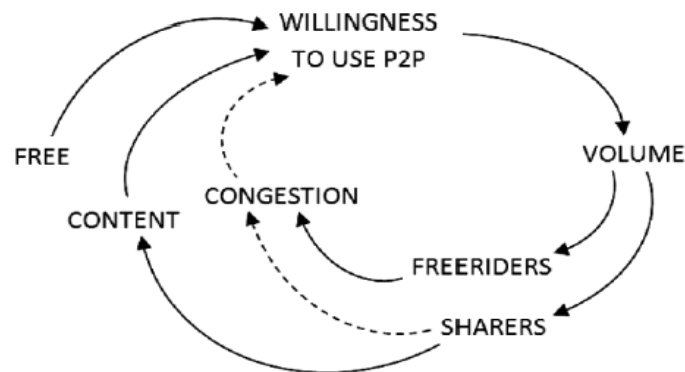 WILLINGNESS
TO USE P2P
FREE
VOLUME
CONTENT
CONGESTION
FREERIDERS
SHARERS